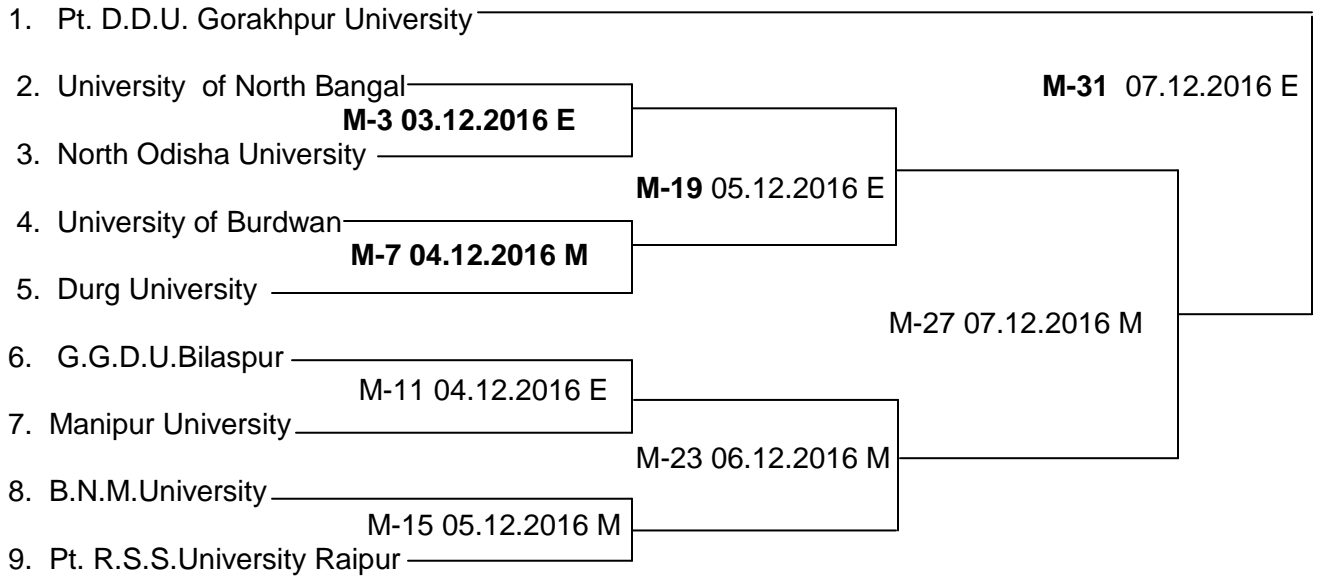 1. Pt. D.D.U. Gorakhpur University
2. University of North Bangal
M-31 07.12.2016 E
M-3 03.12.2016 E
3. North Odisha University
M-19 05.12.2016 E
4. University of Burdwan
M-7 04.12.2016 M
5. Durg University
M-27 07.12.2016 M
6. G.G.D.U.Bilaspur
M-11 04.12.2016 E
7. Manipur University
M-23 06.12.2016 M
8. B.N.M.University
M-15 05.12.2016 M
9. Pt. R.S.S.University Raipur